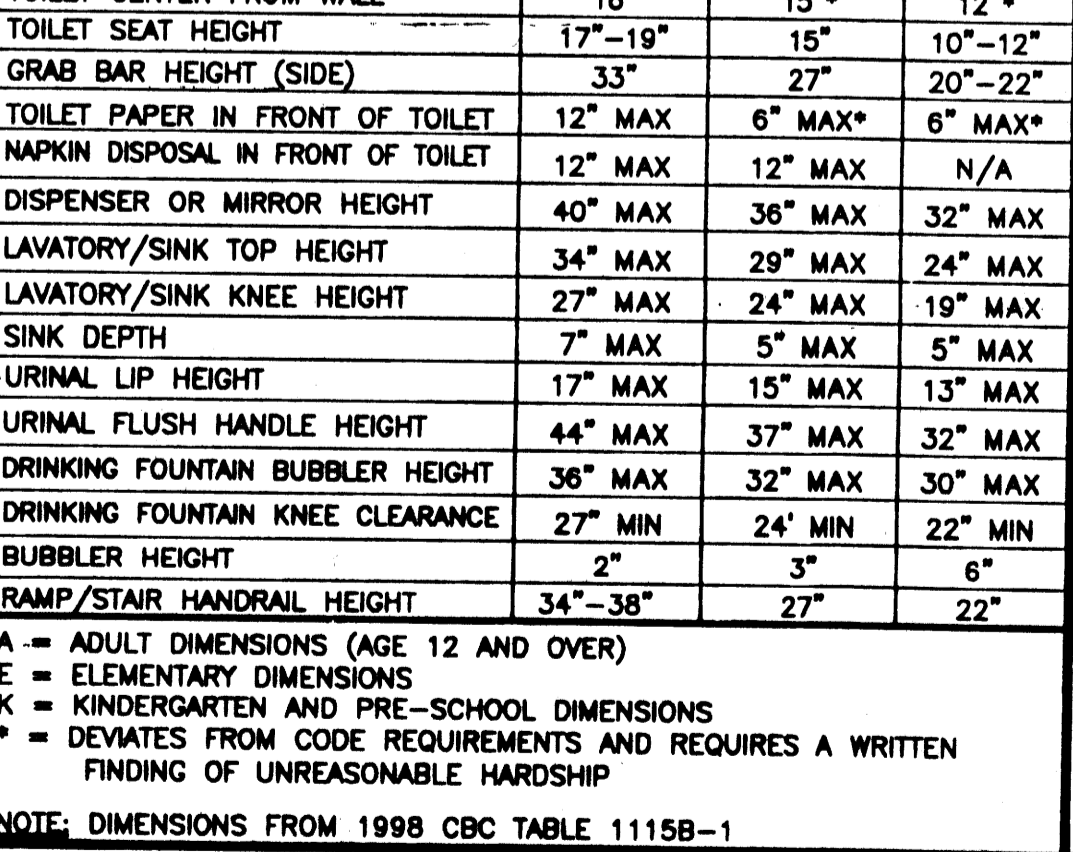 TOILET CENTER FROM WALL 18" 15"* 12"*
TOILET SEAT HEIGHT 17"-19" 15" 10"-12"
GRAB BAR HEIGHT (SIDE) 33" 27" 20"-22"
TOILET PAPER IN FRONT OF TOILET 12" MAX 6" MAX* 6" MAX*
NAPKIN DISPOSAL IN FRONT OF TOILET 12" MAX 12" MAX N/A
DISPENSER OR MIRROR HEIGHT 40" MAX 36" MAX 32" MAX
LAVATORY/SINK TOP HEIGHT 34" MAX 29" MAX 24" MAX
LAVATORY/SINK KNEE HEIGHT 27" MAX 24" MAX 19" MAX
SINK DEPTH 7" MAX 5" MAX 5" MAX
URINAL LIP HEIGHT 17" MAX 15" MAX 13" MAX
URINAL FLUSH HANDLE HEIGHT 44" MAX 37" MAX 32" MAX
DRINKING FOUNTAIN BUBBLER HEIGHT 36" MAX 32" MAX 30" MAX
DRINKING FOUNTAIN KNEE CLEARANCE 27" MIN 24' MIN 22" MIN
BUBBLER HEIGHT 2" 3" 6"
RAMP/STAIR HANDRAIL HEIGHT 34"-38" 27" 22"
A = ADULT DIMENSIONS (AGE 12 AND OVER)
E = ELEMENTARY DIMENSIONS
K = KINDERGARTEN AND PRE-SCHOOL DIMENSIONS
* = DEVIATES FROM CODE REQUIREMENTS AND REQUIRES A WRITTEN
FINDING OF UNREASONABLE HARDSHIP
NOTE: DIMENSIONS FROM 1998 CBC TABLE 1115B-1